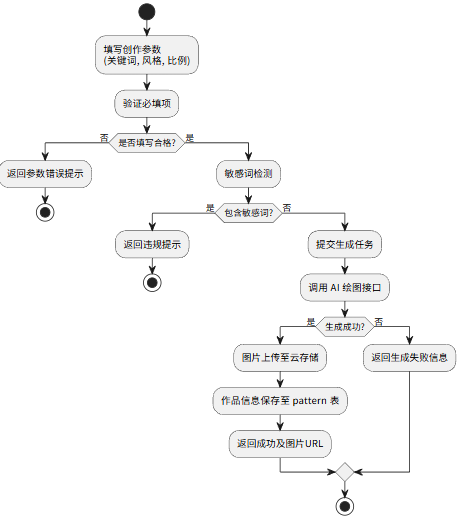 填写创作参数
(关键词, 风格, 比例)
验证必填项
否
是否填写合格?
是
返回参数错误提示
敏感词检测
是
包含敏感词?
否
返回违规提示
提交生成任务
调用 AI 绘图接口
是
生成成功?
否
图片上传至云存储
返回生成失败信息
作品信息保存至 pattern 表
返回成功及图片URL